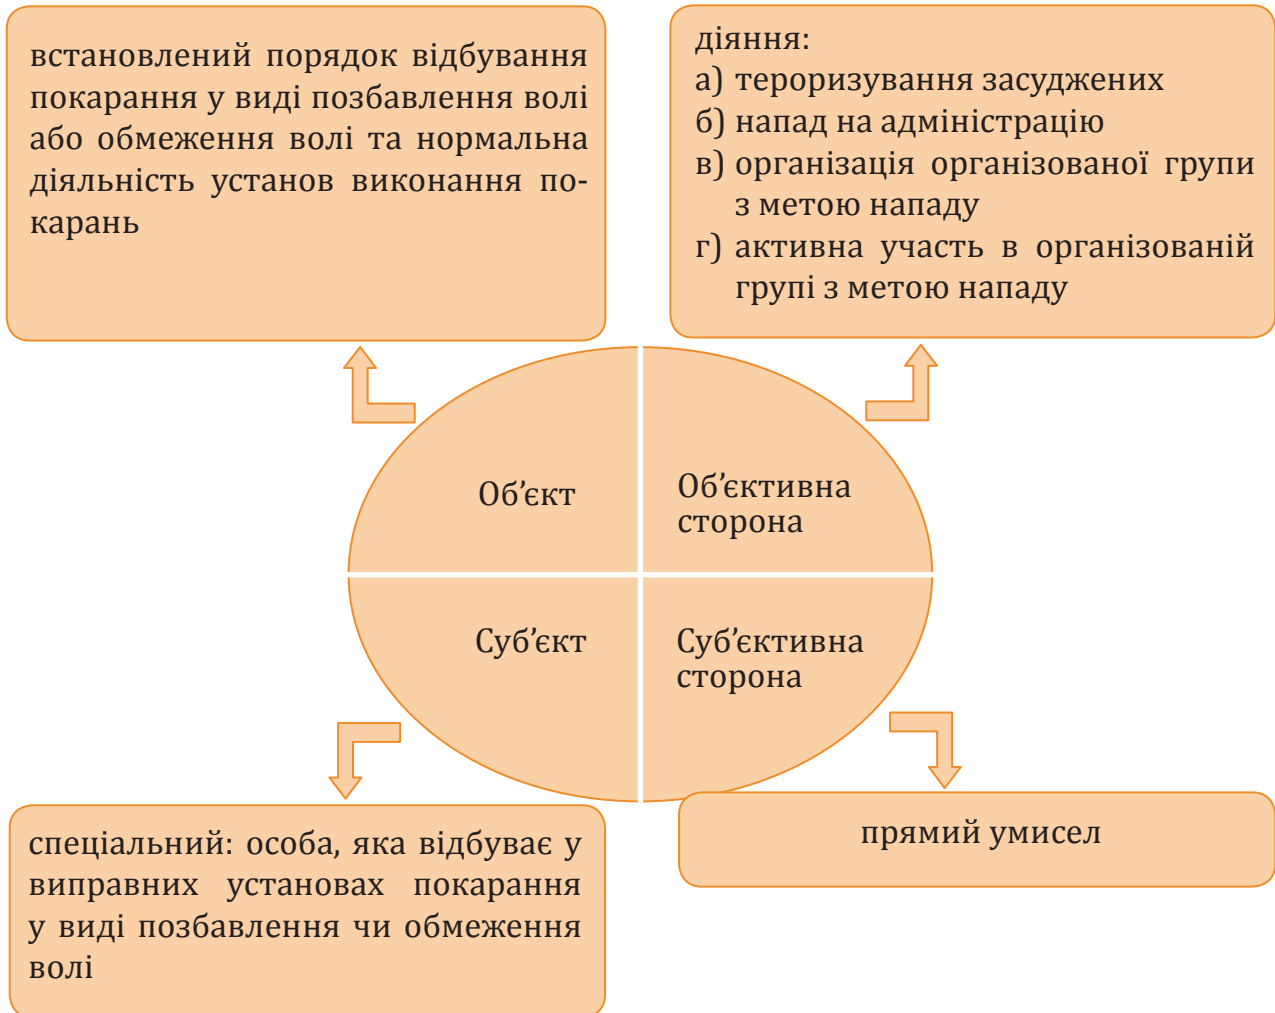 встановлений порядок відбування
покарання у виді позбавлення волі
або обмеження волі та нормальна
діяльність установ виконання по-
карань
діяння:
а) тероризування засуджених
б) напад на адміністрацію
в) організація організованої групи
з метою нападу
г) активна участь в організованій
групі з метою нападу
Об’єкт
Об’єктивна
сторона
Суб’єкт
Суб’єктивна
сторона
спеціальний: особа, яка відбуває у
виправних установах покарання
у виді позбавлення чи обмеження
волі
прямий умисел